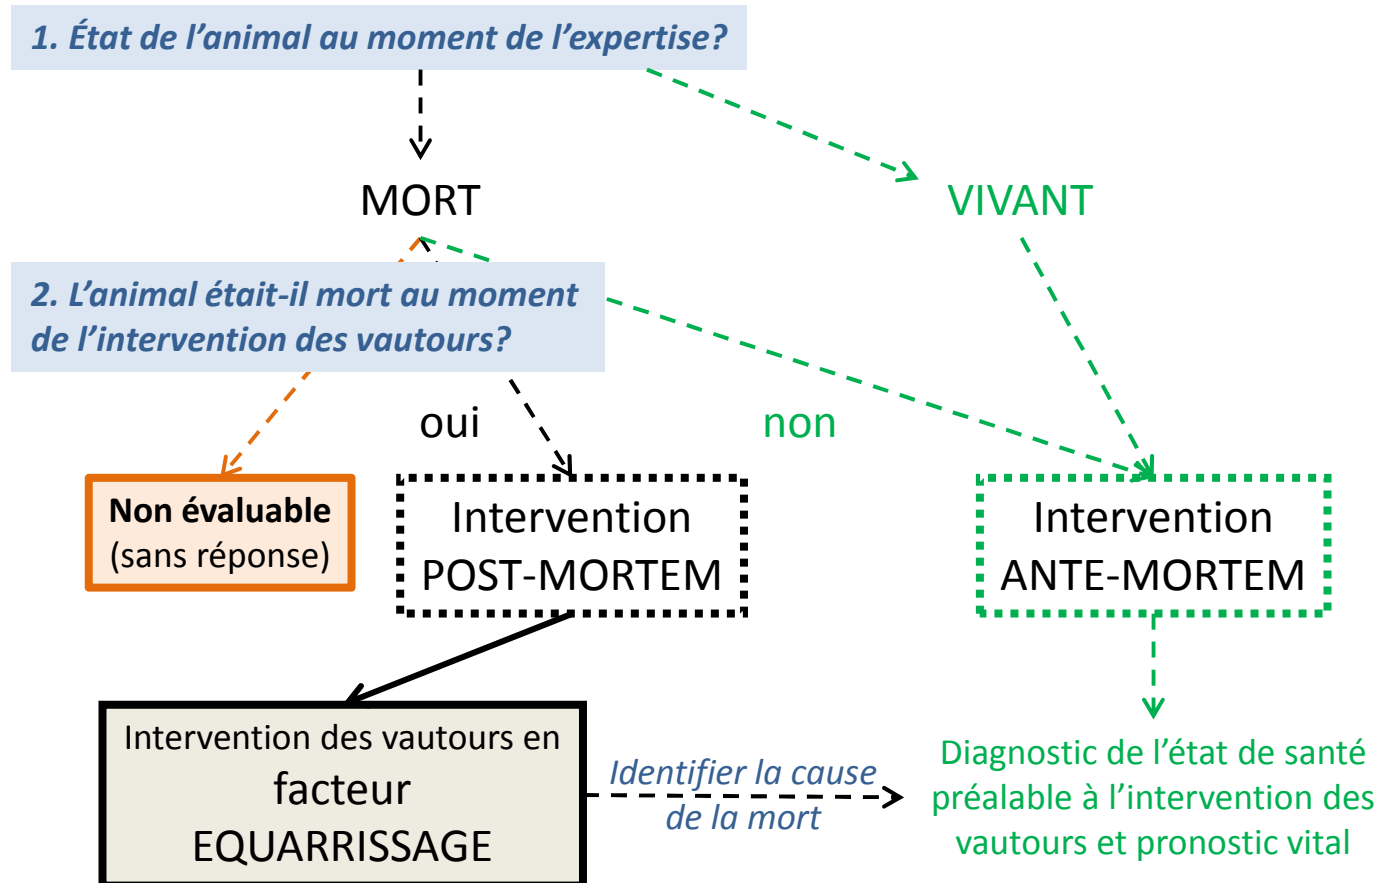 1. État de l’animal au moment de l’expertise?
MORT
VIVANT
2. L’animal était-il mort au moment
de l’intervention des vautours?
oui
non
Non évaluable
(sans réponse)
Intervention
POST-MORTEM
Intervention
ANTE-MORTEM
Intervention des vautours en
facteur
EQUARRISSAGE
Identifier la cause
de la mort
Diagnostic de l’état de santé
préalable à l’intervention des
vautours et pronostic vital